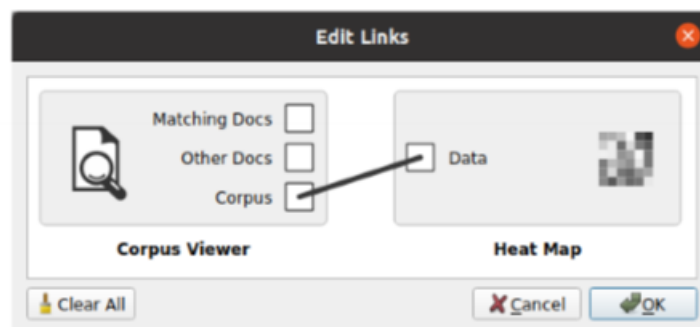 Edit Links
Matching Docs
Other Docs
Corpus
Data
Corpus Viewer
Heat Map
Clear All
Cancel
OK